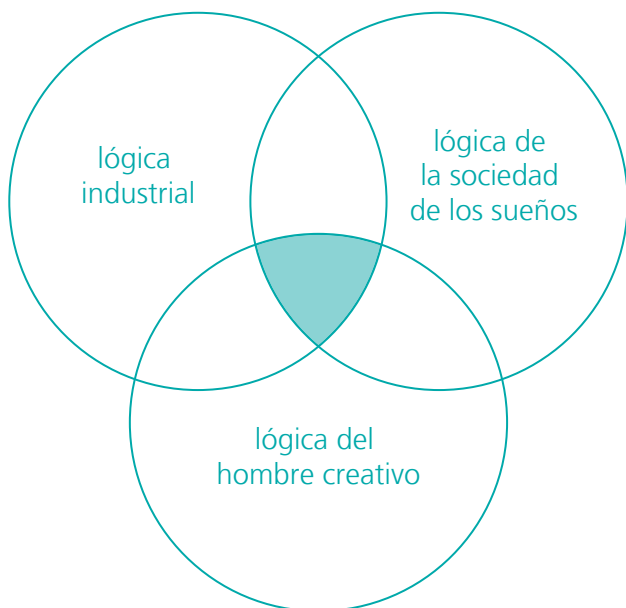 lógica
industrial
lógica de
la sociedad
de los sueños
lógica del
hombre creativo